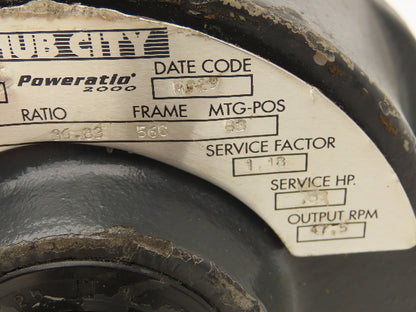 HUB CITY
Poweratio®
2000
DATE CODE
RATIO FRAME MTG-POS
56C
SERVICE FACTOR
1.18
SERVICE HP.
OUTPUT RPM
47.5